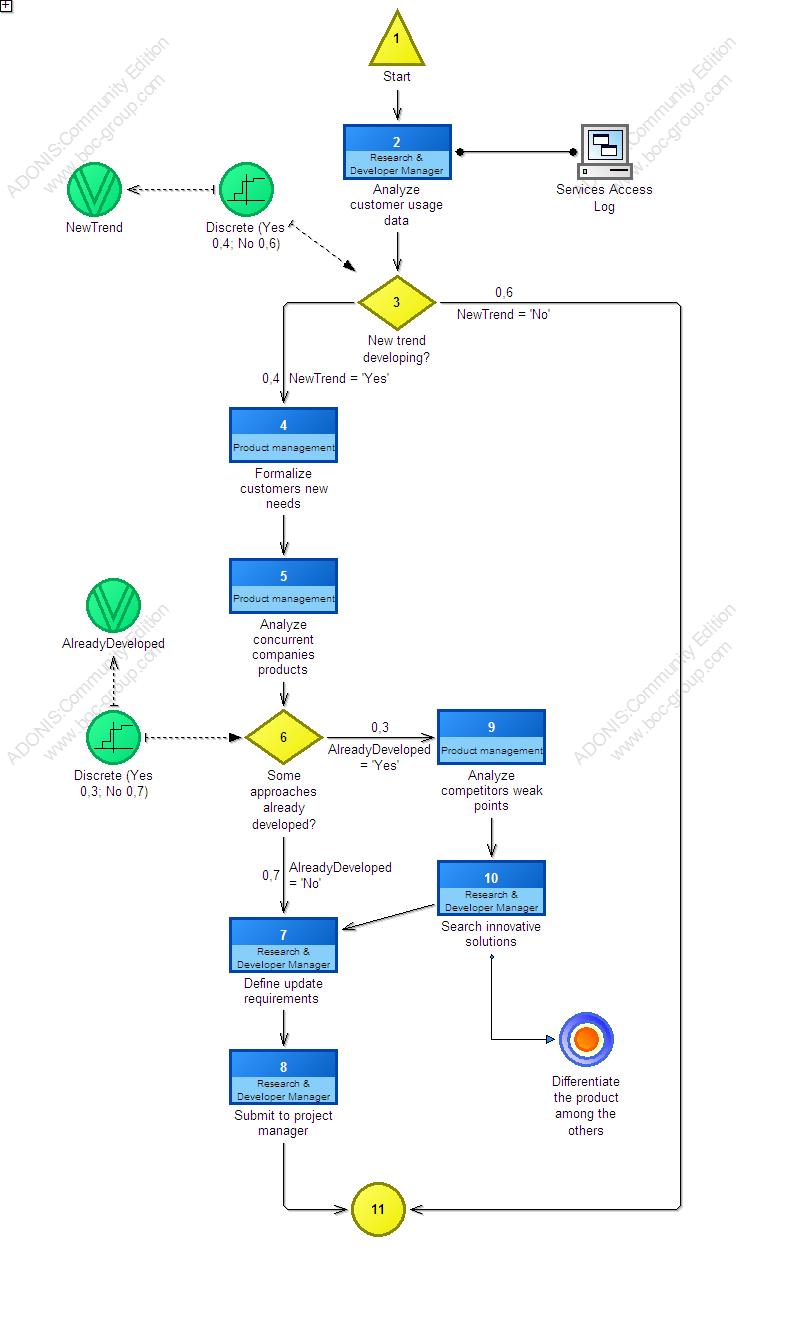 ADONIS:Community Edition
www.boc-group.com
ADONIS:Community Edition
www.boc-group.com
1
Start
2
Research &
Developer Manager
Analyze
customer usage
data
Services Access
Log
NewTrend
Discrete (Yes
0,4; No 0,6)
3
New trend
developing?
0,6
NewTrend = 'No'
0,4 NewTrend = 'Yes'
4
Product management
Formalize
customers new
needs
5
Product management
Analyze
concurrent
companies
products
AlreadyDeveloped
ADONIS:Community Edition
www.boc-group.com
ADONIS:Community Edition
www.boc-group.com
Discrete (Yes
0,3; No 0,7)
6
Some
approaches
already
developed?
0,3
AlreadyDeveloped
= 'Yes'
9
Product management
Analyze
competitors weak
points
0,7
AlreadyDeveloped
= 'No'
10
Research &
Developer Manager
Search innovative
solutions
7
Research &
Developer Manager
Define update
requirements
8
Research &
Developer Manager
Submit to project
manager
Differentiate
the product
among the
others
11